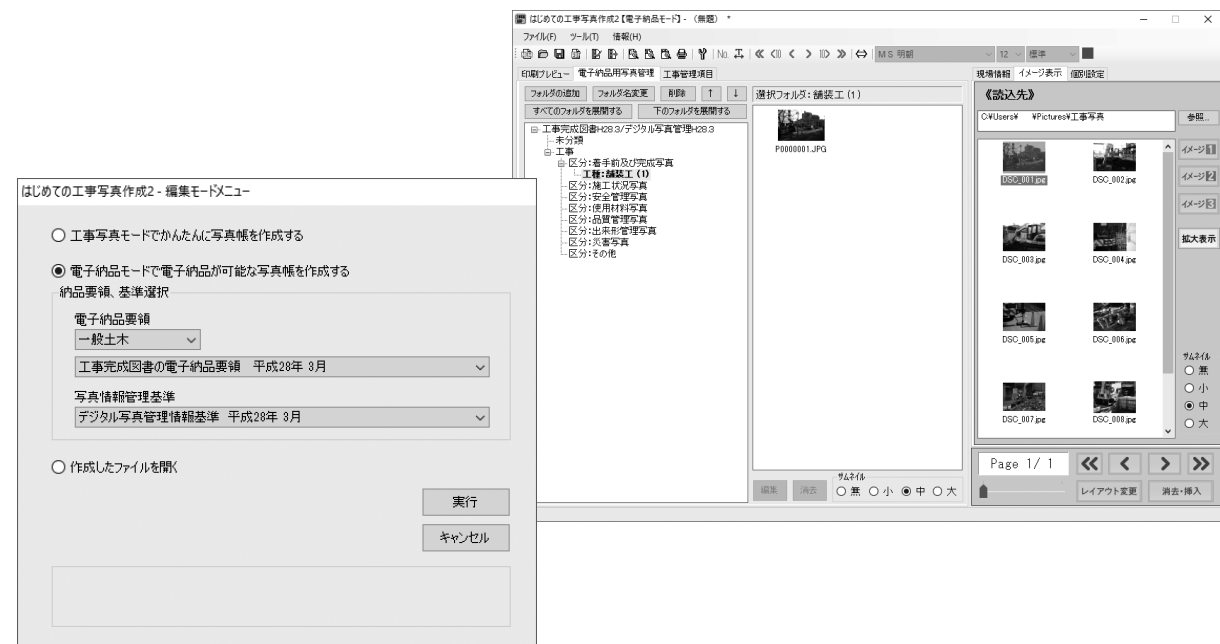 はじめての工事写真作成2【電子納品モード】 - （無題） *
ファイル(F) ツール(T) 情報(H)
No. MS 明朝 12 標準
印刷プレビュー 電子納品用写真管理 工事管理項目
フォルダの追加 フォルダ名変更 削除 ↑ ↓
すべてのフォルダを展開する 下のフォルダを展開する
工事完成図書H28.3/デジタル写真管理H28.3
未分類
工事
区分:着手前及び完成写真
工種:舗装工 (1)
区分:施工状況写真
区分:安全管理写真
区分:使用材料写真
区分:品質管理写真
区分:出来形管理写真
区分:災害写真
区分:その他
選択フォルダ: 舗装工 (1)
P0000001.JPG
編集 消去
サムネイル
無 小 中 大
現場情報 イメージ表示 個別設定
《読込先》
C:¥Users¥ ¥Pictures¥工事写真 参照...
DSC_001.jpg DSC_002.jpg
DSC_003.jpg DSC_004.jpg
DSC_005.jpg DSC_006.jpg
DSC_007.jpg DSC_008.jpg
イメージ1
イメージ2
イメージ3
拡大表示
サムネイル
無
小
中
大
Page 1/ 1
レイアウト変更 消去・挿入
はじめての工事写真作成2 - 編集モードメニュー
工事写真モードでかんたんに写真帳を作成する
電子納品モードで電子納品が可能な写真帳を作成する
納品要領、基準選択
電子納品要領
一般土木
工事完成図書の電子納品要領 平成28年 3月
写真情報管理基準
デジタル写真管理情報基準 平成28年 3月
作成したファイルを開く
実行
キャンセル